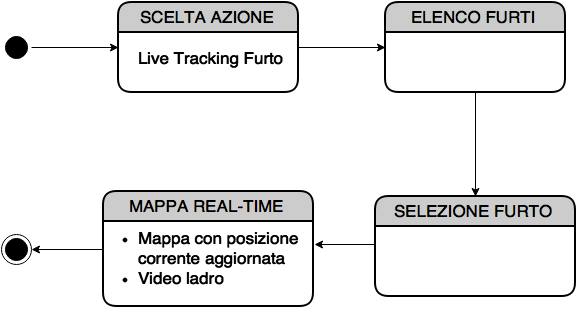 SCELTA AZIONE
Live Tracking Furto
ELENCO FURTI
SELEZIONE FURTO
MAPPA REAL-TIME
• Mappa con posizione
corrente aggiornata
• Video ladro